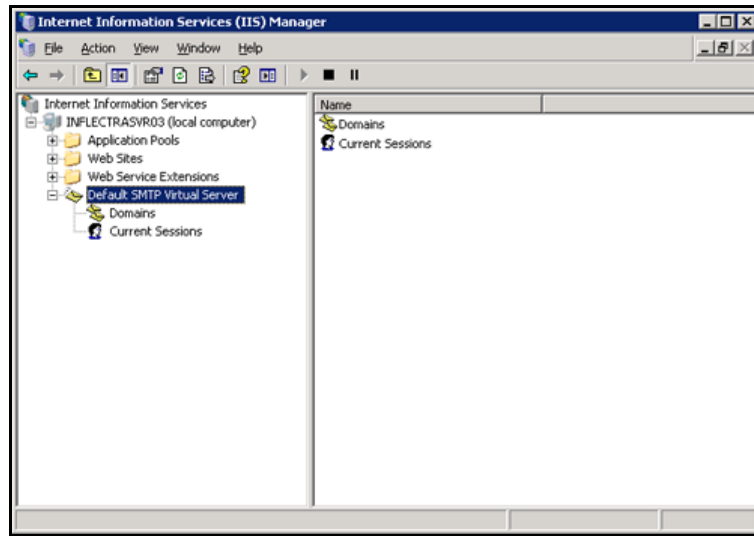 Internet Information Services (IIS) Manager
File Action View Window Help
Internet Information Services
INFLECTRASVR03 (local computer)
Application Pools
Web Sites
Web Service Extensions
Default SMTP Virtual Server
Domains
Current Sessions
Name
Domains
Current Sessions